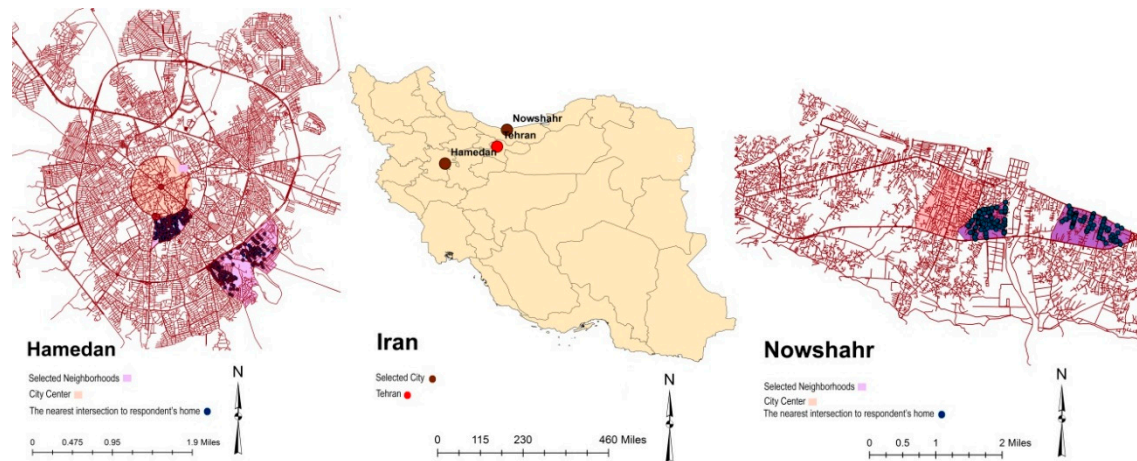 Hamedan
Selected Neighborhoods
City Center
The nearest intersection to respondent's home
N
0 0.475 0.95 1.9 Miles
Nowshahr
Tehran
Hamedan
Iran
Selected City
Tehran
N
0 115 230 460 Miles
Nowshahr
Selected Neighborhoods
City Center
The nearest intersection to respondent's home
N
0 0.5 1 2 Miles